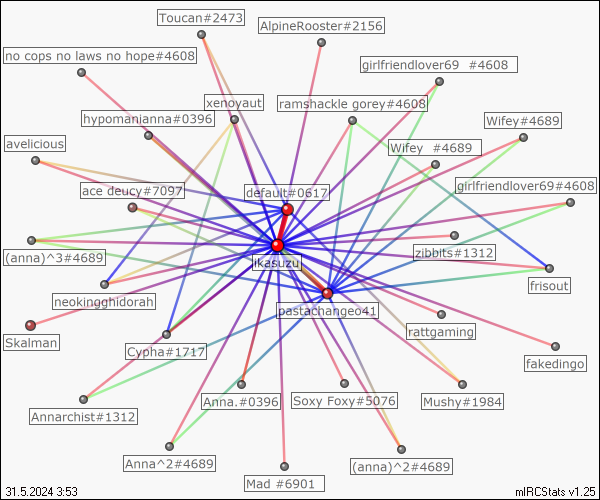 Toucan#2473
AlpineRooster#2156
no cops no laws no hope#4608
girlfriendlover69 #4608
xenoyaut
ramshackle gorey#4608
hypomanianna#0396
Wifey#4689
avelicious
Wifey #4689
ace deucy#7097
default#0617
girlfriendlover69#4608
(anna)^3#4689
zibbits#1312
jikasuzu
neokingghidorah
frisout
pastachangeo41
rattgaming
Skalman
Cypha#1717
fakedingo
Annarchist#1312
Anna.#0396
Soxy Foxy#5076
Mushy#1984
Anna^2#4689
(anna)^2#4689
Mad #6901
31.5.2024 3:53
mIRCStats v1.25